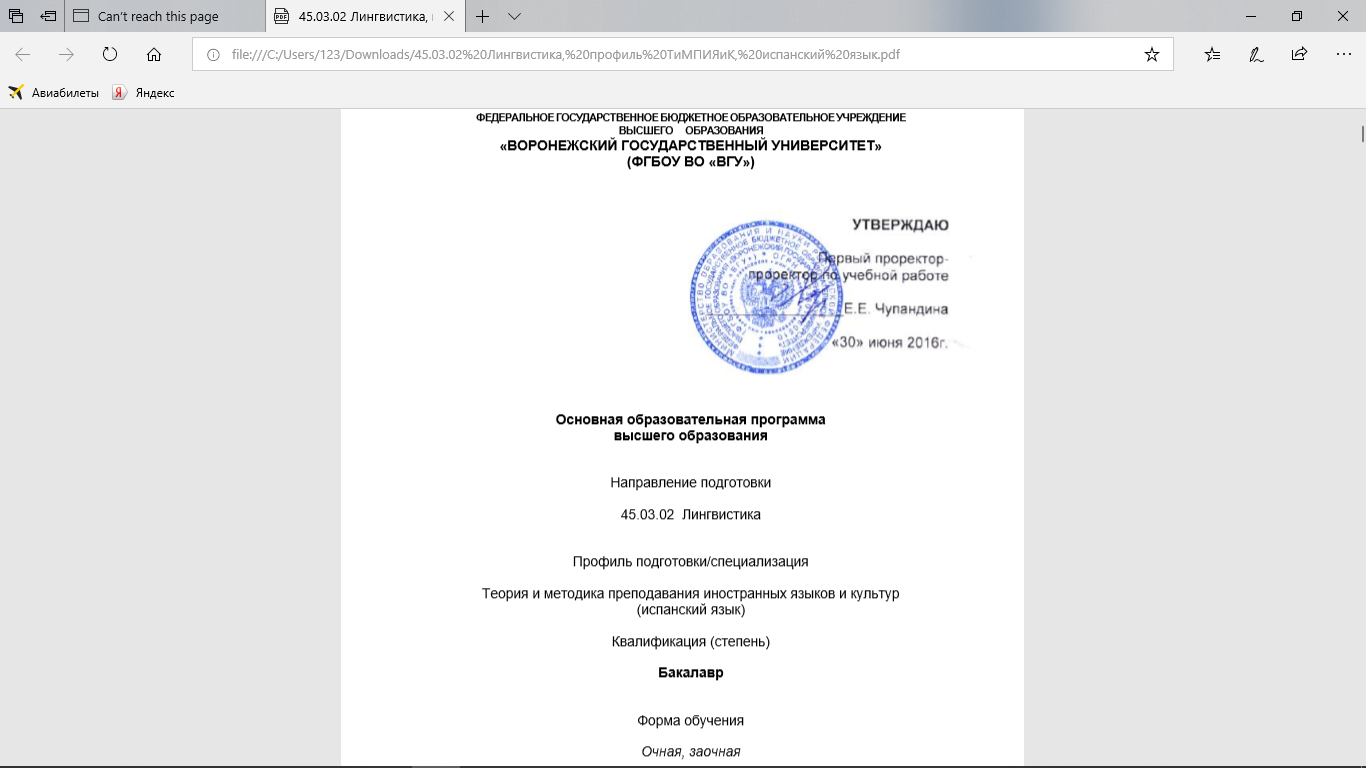 Can't reach this page
45.03.02 Лингвистика,
file:///C:/Users/123/Downloads/45.03.02%20Лингвистика,%20профиль%20ТиМПИЯиК,%20испанский%20язык.pdf
Авиабилеты
Яндекс
ФЕДЕРАЛЬНОЕ ГОСУДАРСТВЕННОЕ БЮДЖЕТНОЕ ОБРАЗОВАТЕЛЬНОЕ УЧРЕЖДЕНИЕ
ВЫСШЕГО ОБРАЗОВАНИЯ
«ВОРОНЕЖСКИЙ ГОСУДАРСТВЕННЫЙ УНИВЕРСИТЕТ»
(ФГБОУ ВО «ВГУ»)
УТВЕРЖДАЮ
Первый проректор-
проректор по учебной работе
Е.Е. Чупандина
«30» июня 2016г.
Основная образовательная программа
высшего образования
Направление подготовки
45.03.02 Лингвистика
Профиль подготовки/специализация
Теория и методика преподавания иностранных языков и культур
(испанский язык)
Квалификация (степень)
Бакалавр
Форма обучения
Очная, заочная